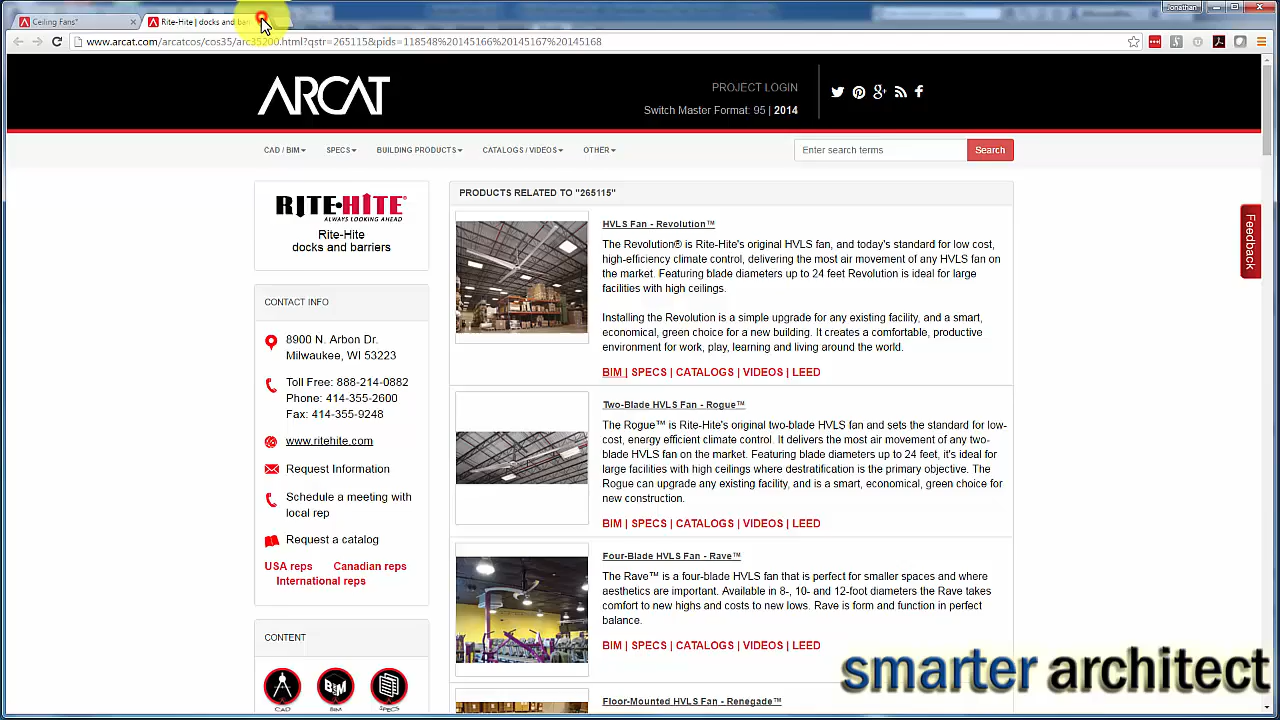 Jonathan
Ceiling Fans"
Rite-Hite | docks and bar
www.arcat.com/arcatcos/cos35/arc35200.html?qstr=265115&pids=118548%20145166%20145167%20145168
ARCAT
PROJECT LOGIN
Switch Master Format: 95 | 2014
CAD / BIM
SPECS
BUILDING PRODUCTS
CATALOGS / VIDEOS
OTHER
Enter search terms
Search
RITE-HITE
ALWAYS LOOKING AHEAD
Rite-Hite
docks and barriers
CONTACT INFO
8900 N. Arbon Dr.
Milwaukee, WI 53223
Toll Free: 888-214-0882
Phone: 414-355-2600
Fax: 414-355-9248
www.ritehite.com
Request Information
Schedule a meeting with
local rep
Request a catalog
USA reps
Canadian reps
International reps
CONTENT
CAD
BIM
BIM
SPECS
PRODUCTS RELATED TO "265115"
HVLS Fan - Revolution™
The Revolution® is Rite-Hite's original HVLS fan, and today's standard for low cost,
high-efficiency climate control, delivering the most air movement of any HVLS fan on
the market. Featuring blade diameters up to 24 feet Revolution is ideal for large
facilities with high ceilings.
Installing the Revolution is a simple upgrade for any existing facility, and a smart,
economical, green choice for a new building. It creates a comfortable, productive
environment for work, play, learning and living around the world.
BIM | SPECS | CATALOGS | VIDEOS | LEED
Two-Blade HVLS Fan - Rogue™
The Rogue™ is Rite-Hite's original two-blade HVLS fan and sets the standard for low-
cost, energy efficient climate control. It delivers the most air movement of any two-
blade HVLS fan on the market. Featuring blade diameters up to 24 feet, it's ideal for
large facilities with high ceilings where destratification is the primary objective. The
Rogue can upgrade any existing facility, and is a smart, economical, green choice for
new construction.
BIM | SPECS | CATALOGS | VIDEOS | LEED
Four-Blade HVLS Fan - Rave™
The Rave™ is a four-blade HVLS fan that is perfect for smaller spaces and where
aesthetics are important. Available in 8-, 10- and 12-foot diameters the Rave takes
comfort to new highs and costs to new lows. Rave is form and function in perfect
balance.
BIM | SPECS | CATALOGS | VIDEOS | LEED
Floor-Mounted HVLS Fan - Renegade™
Feedback
smarter architect